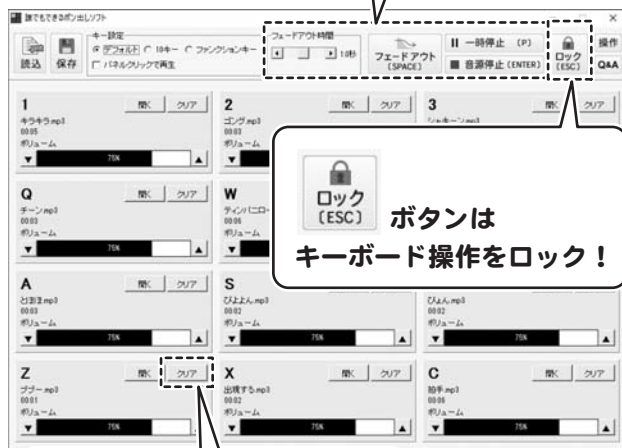 誰でもできるポン出しソフト
読込
保存
キー設定
デフォルト 10キー ファンクションキー
パネルクリックで再生
フェードアウト時間
1.0秒
フェードアウト
(SPACE)
一時停止 (P)
音源停止 (ENTER)
ロック
(ESC)
操作
Q&A
1 開く クリア
キラキラ.mp3
00:05
ボリューム
75%
2 開く クリア
ゴング.mp3
00:03
ボリューム
3 開く クリア
シャキーン.mp3
ロック
(ESC)
ボタンは
キーボード操作をロック!
Q 開く クリア
チーン.mp3
00:03
ボリューム
75%
W
00:06
ボリューム
A 開く クリア
00:03
ボリューム
75%
S
ぴよよん.mp3
00:02
ボリューム
75%
ぴょん.mp3
00:02
ボリューム
75%
Z 開く クリア
ブブー.mp3
00:01
ボリューム
75%
X 開く クリア
出現する.mp3
00:02
ボリューム
75%
C 開く クリア
拍手.mp3
00:06
ボリューム
75%